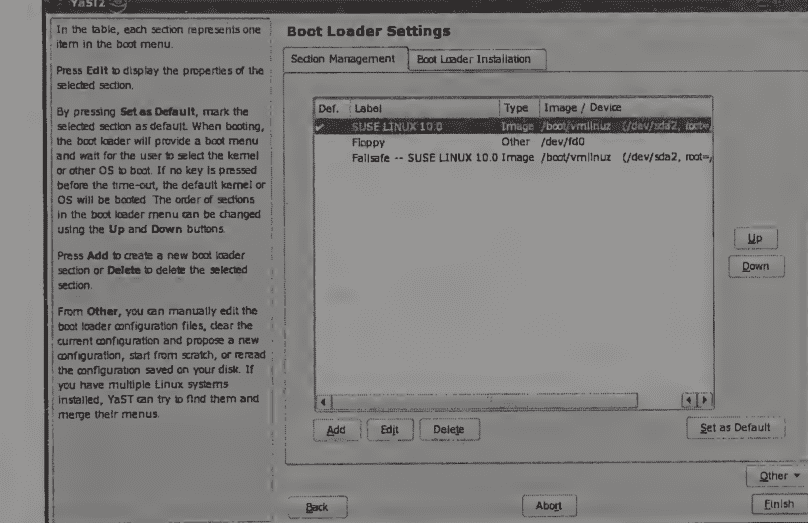 YaST2
In the table, each section represents one
item in the boot menu.
Press Edit to display the properties of the
selected section.
By pressing Set as Default, mark the
selected section as default. When booting,
the boot loader will provide a boot menu
and wait for the user to select the kernel
or other OS to boot. If no key is pressed
before the time-out, the default kernel or
OS will be booted. The order of sections
in the boot loader menu can be changed
using the Up and Down buttons.
Press Add to create a new boot loader
section or Delete to delete the selected
section.
From Other, you can manually edit the
boot loader configuration files, clear the
current configuration and propose a new
configuration, start from scratch, or reread
the configuration saved on your disk. If
you have multiple Linux systems
installed, YaST can try to find them and
merge their menus.
Boot Loader Settings
Section Management Boot Loader Installation
Def. Label Type Image / Device
SUSE LINUX 10.0 Image /boot/vmlinuz (/dev/sda2, root=/
Floppy Other /dev/fd0
Failsafe -- SUSE LINUX 10.0 Image /boot/vmlinuz (/dev/sda2, root=/
Up
Down
Add Edit Delete Set as Default
Other
Back Abort Finish